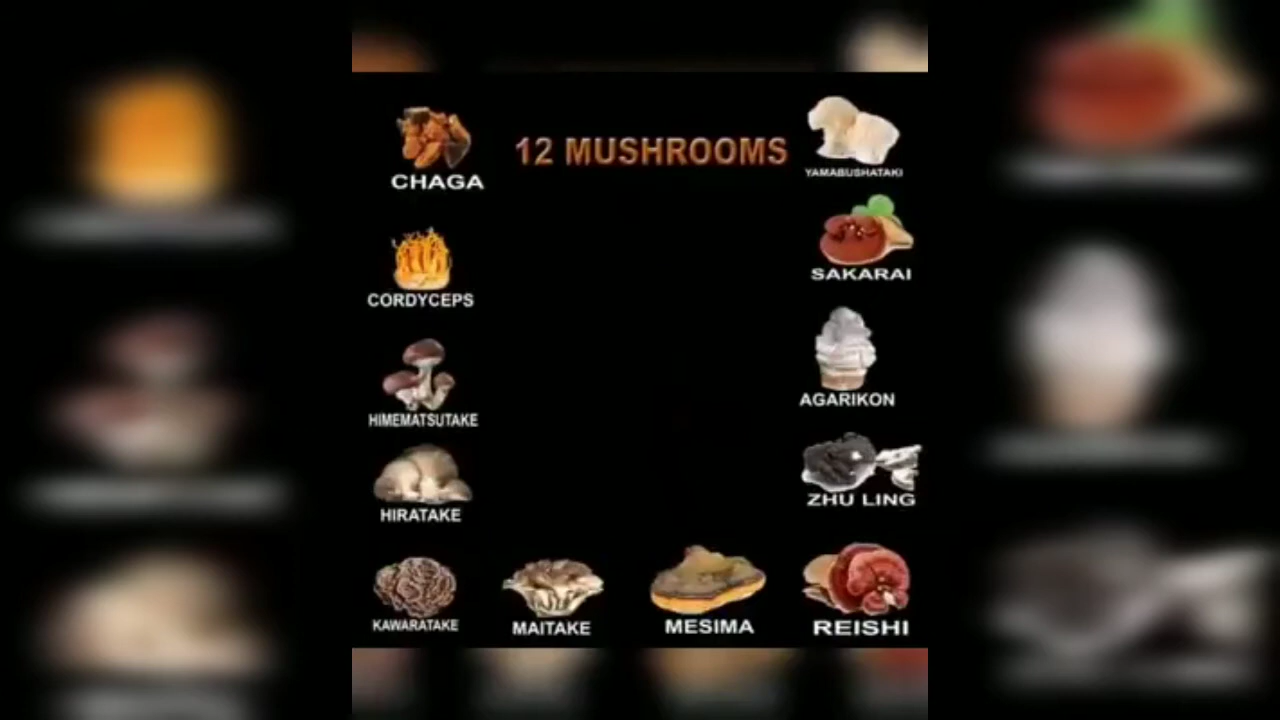 12 MUSHROOMS
CHAGA
YAMABUSHATAKI
CORDYCEPS
SAKARAI
HIMEMATSUTAKE
AGARIKON
HIRATAKE
ZHU LING
KAWARATAKE
MAITAKE
MESIMA
REISHI